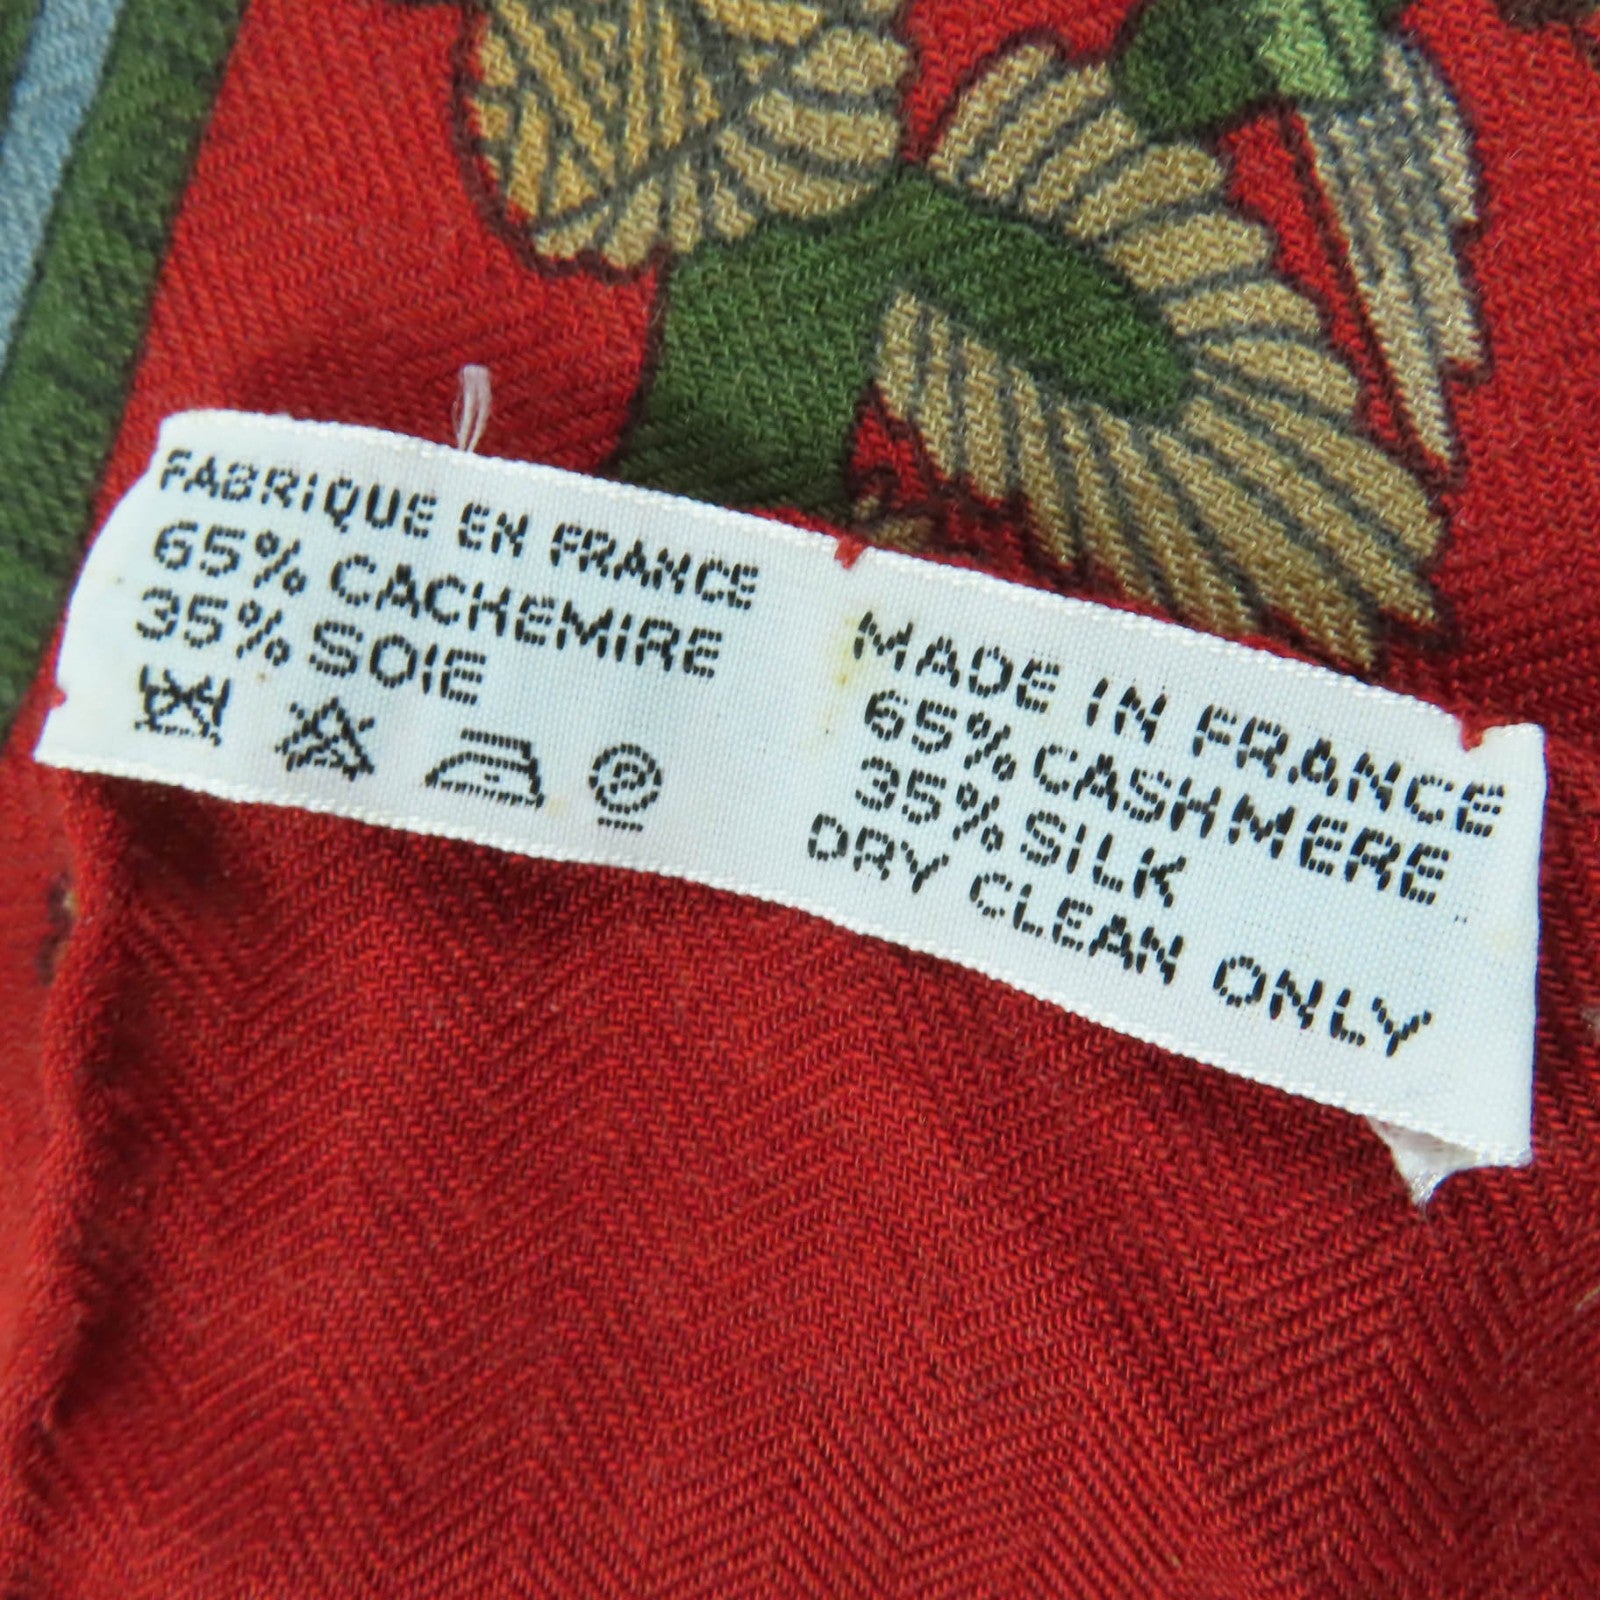 FABRIQUE EN FRANCE
65% CACHEMIRE
35% SOIE
P
MADE IN FRANCE
65% CASHMERE
35% SILK
DRY CLEAN ONLY